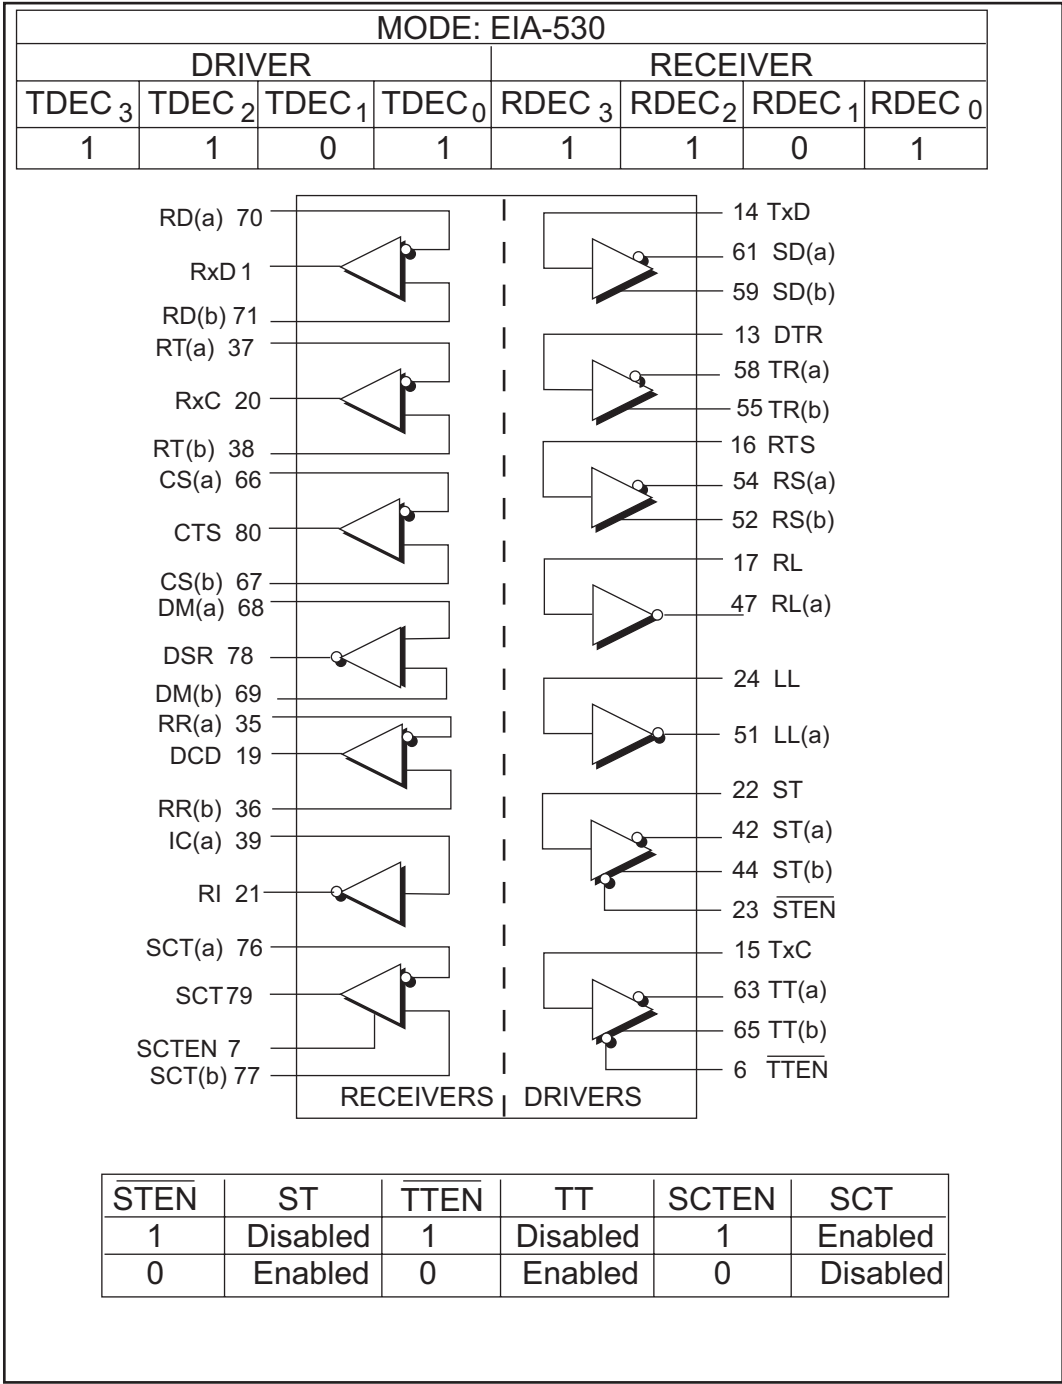 MODE: EIA-530
DRIVER RECEIVER
TDEC3 TDEC2 TDEC1 TDEC0 RDEC3 RDEC2 RDEC1 RDEC0
1 1 0 1 1 1 0 1
RD(a) 70
RxD 1
RD(b) 71
RT(a) 37
RxC 20
RT(b) 38
CS(a) 66
CTS 80
CS(b) 67
DM(a) 68
DSR 78
DM(b) 69
RR(a) 35
DCD 19
RR(b) 36
IC(a) 39
RI 21
SCT(a) 76
SCT 79
SCTEN 7
SCT(b) 77
14 TxD
61 SD(a)
59 SD(b)
13 DTR
58 TR(a)
55 TR(b)
16 RTS
54 RS(a)
52 RS(b)
17 RL
47 RL(a)
24 LL
51 LL(a)
22 ST
42 ST(a)
44 ST(b)
23 S̅T̅E̅N̅
15 TxC
63 TT(a)
65 TT(b)
6 T̅T̅E̅N̅
RECEIVERS DRIVERS
S̅T̅E̅N̅ ST T̅T̅E̅N̅ TT SCTEN SCT
1 Disabled 1 Disabled 1 Enabled
0 Enabled 0 Enabled 0 Disabled